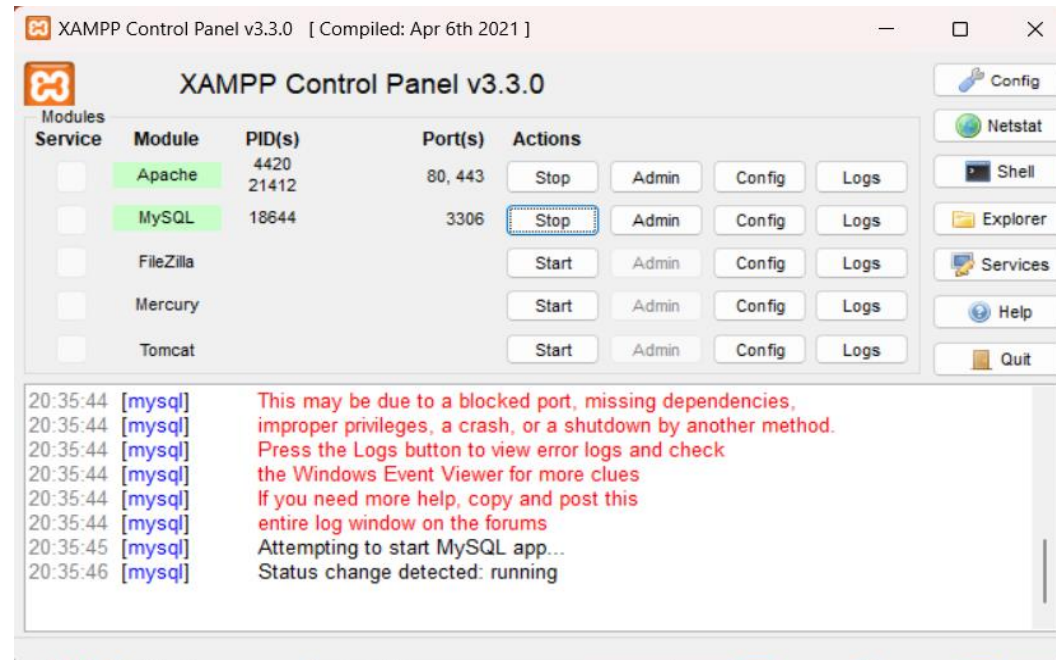 XAMPP Control Panel v3.3.0 [ Compiled: Apr 6th 2021 ]
XAMPP Control Panel v3.3.0
Config
Modules
Netstat
Service Module PID(s) Port(s) Actions
Apache 4420 21412 80, 443 Stop Admin Config Logs
Shell
MySQL 18644 3306 Stop Admin Config Logs
Explorer
FileZilla Start Admin Config Logs
Services
Mercury Start Admin Config Logs
Help
Tomcat Start Admin Config Logs
Quit
20:35:44 [mysql] This may be due to a blocked port, missing dependencies,
20:35:44 [mysql] improper privileges, a crash, or a shutdown by another method.
20:35:44 [mysql] Press the Logs button to view error logs and check
20:35:44 [mysql] the Windows Event Viewer for more clues
20:35:44 [mysql] If you need more help, copy and post this
20:35:44 [mysql] entire log window on the forums
20:35:45 [mysql] Attempting to start MySQL app...
20:35:46 [mysql] Status change detected: running